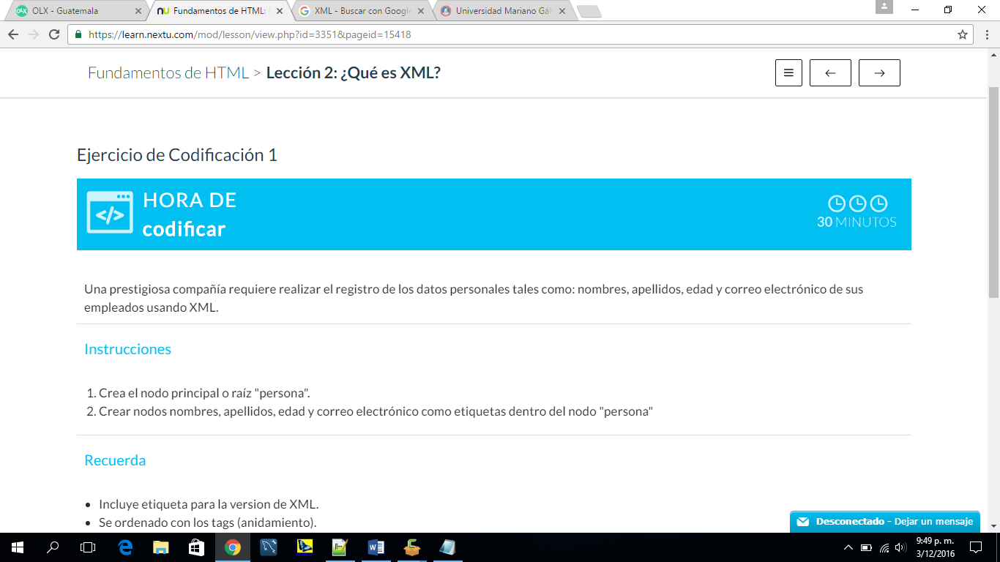 OLX - Guatemala
Fundamentos de HTML:
XML - Buscar con Google
Universidad Mariano Gál
https://learn.nextu.com/mod/lesson/view.php?id=3351&pageid=15418
Fundamentos de HTML > Lección 2: ¿Qué es XML?
Ejercicio de Codificación 1
</>
HORA DE
codificar
30 MINUTOS
Una prestigiosa compañía requiere realizar el registro de los datos personales tales como: nombres, apellidos, edad y correo electrónico de sus
empleados usando XML.
Instrucciones
1. Crea el nodo principal o raíz "persona".
2. Crear nodos nombres, apellidos, edad y correo electrónico como etiquetas dentro del nodo "persona"
Recuerda
Incluye etiqueta para la version de XML.
Se ordenado con los tags (anidamiento).
Desconectado - Dejar un mensaje
9:49 p. m.
3/12/2016